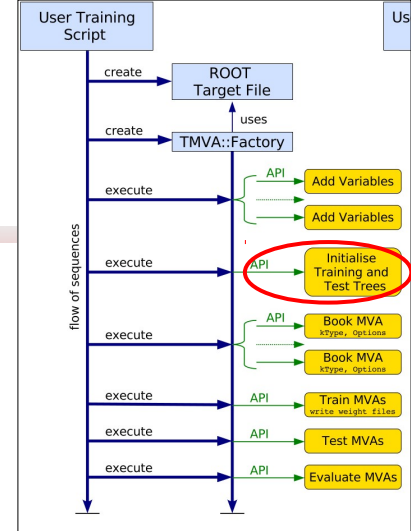 User Training
Script
Us
create
ROOT
Target File
uses
create
TMVA::Factory
execute
API
Add Variables
Add Variables
flow of sequences
execute
API
Initialise
Training and
Test Trees
execute
API
Book MVA
kType, Options
Book MVA
kType, Options
execute
API
Train MVAs
write weight files
execute
API
Test MVAs
execute
API
Evaluate MVAs